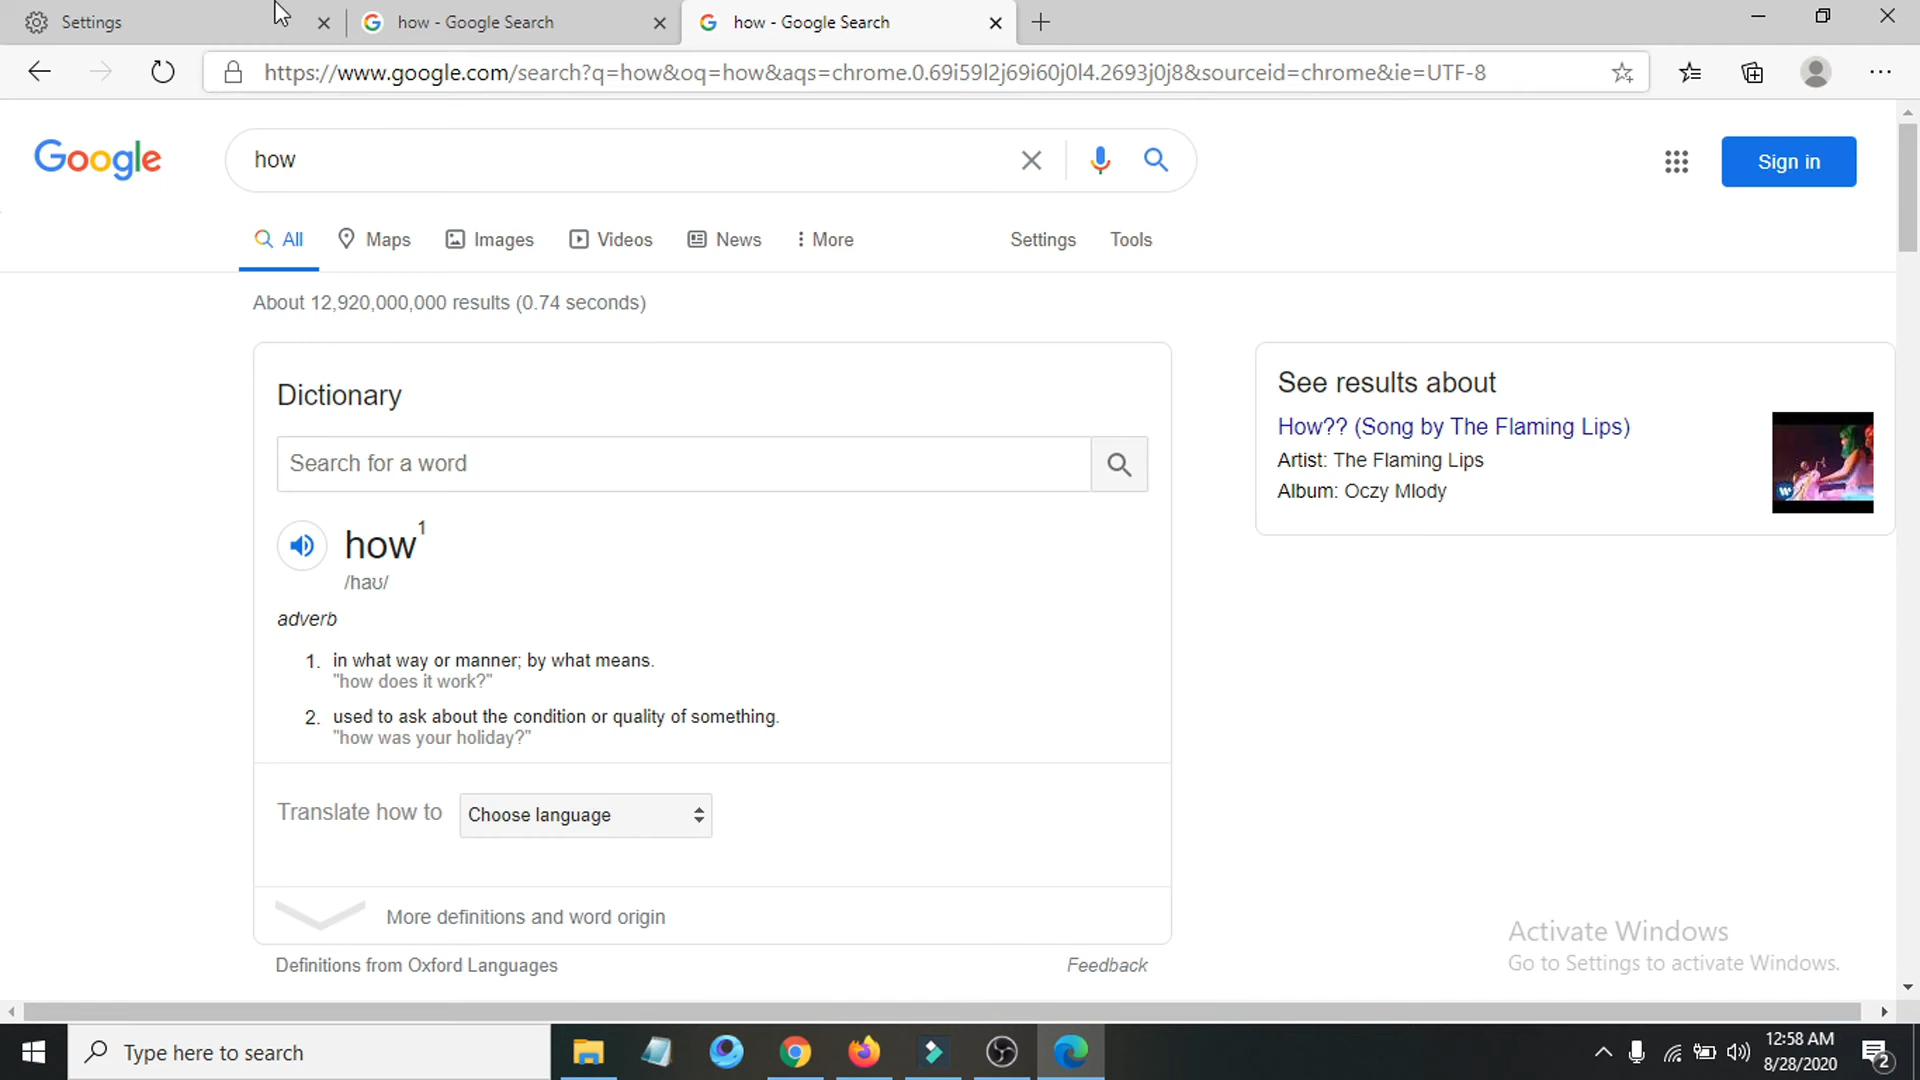 Settings
how - Google Search
how - Google Search
https://www.google.com/search?q=how&oq=how&aqs=chrome.0.69i59l2j69i60j0l4.2693j0j8&sourceid=chrome&ie=UTF-8
Google
how
Sign in
All
Maps
Images
Videos
News
More
Settings
Tools
About 12,920,000,000 results (0.74 seconds)
Dictionary
Search for a word
how1
/haʊ/
adverb
1. in what way or manner; by what means.
"how does it work?"
2. used to ask about the condition or quality of something.
"how was your holiday?"
Translate how to
Choose language
More definitions and word origin
Definitions from Oxford Languages
Feedback
See results about
How?? (Song by The Flaming Lips)
Artist: The Flaming Lips
Album: Oczy Mlody
Activate Windows
Go to Settings to activate Windows.
Type here to search
12:58 AM
8/28/2020
2